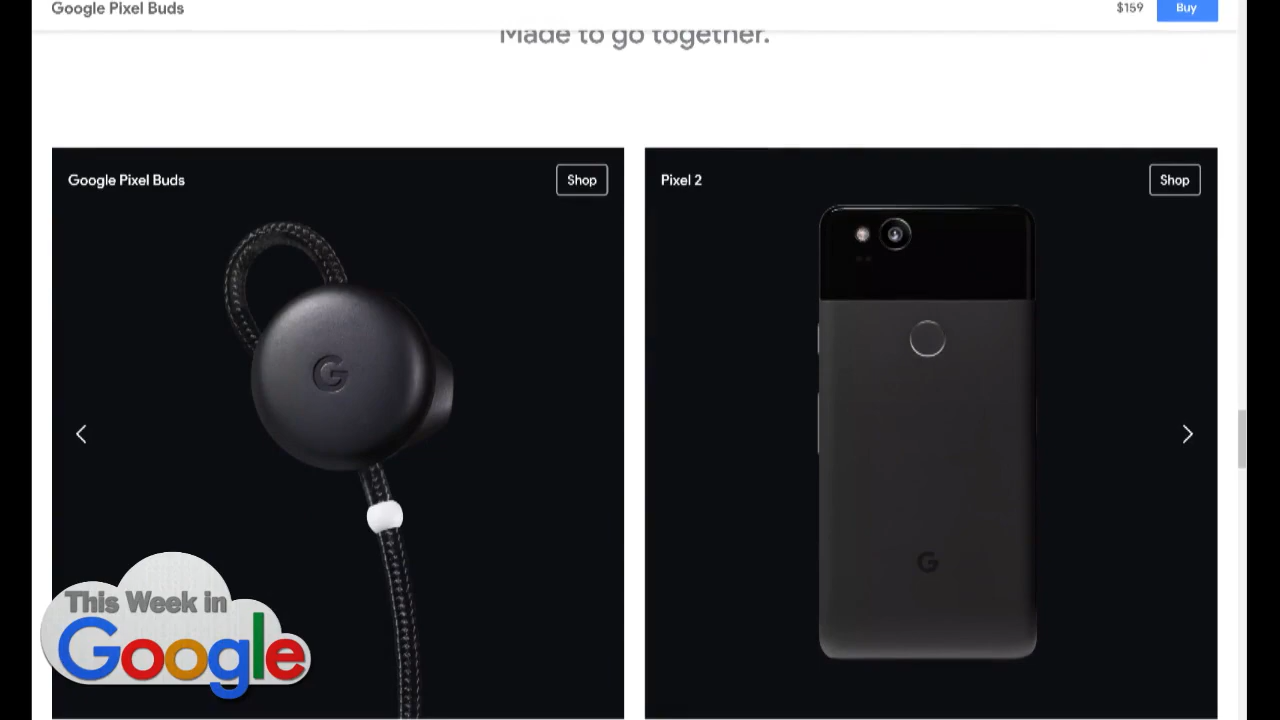 Google Pixel Buds
$159
Buy
Made to go together.
Google Pixel Buds
Shop
Pixel 2
Shop
G
G
This Week in
Google